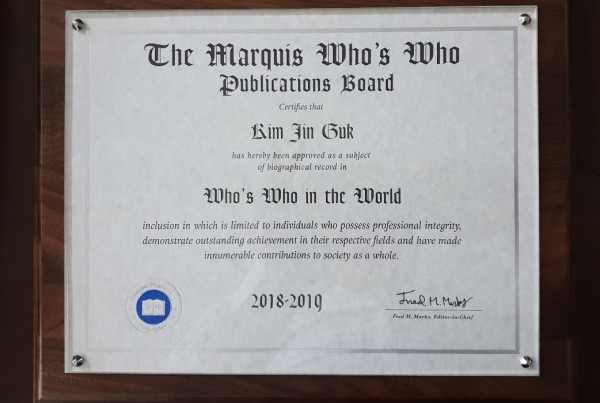 The Marquis Who's Who
Publications Board
Certifies that
Kim Jin Guk
has hereby been approved as a subject
of biographical record in
Who's Who in the World
inclusion in which is limited to individuals who possess professional integrity,
demonstrate outstanding achievement in their respective fields and have made
innumerable contributions to society as a whole.
2018-2019
Fred M. Marks
Fred M. Marks, Editor-In-Chief